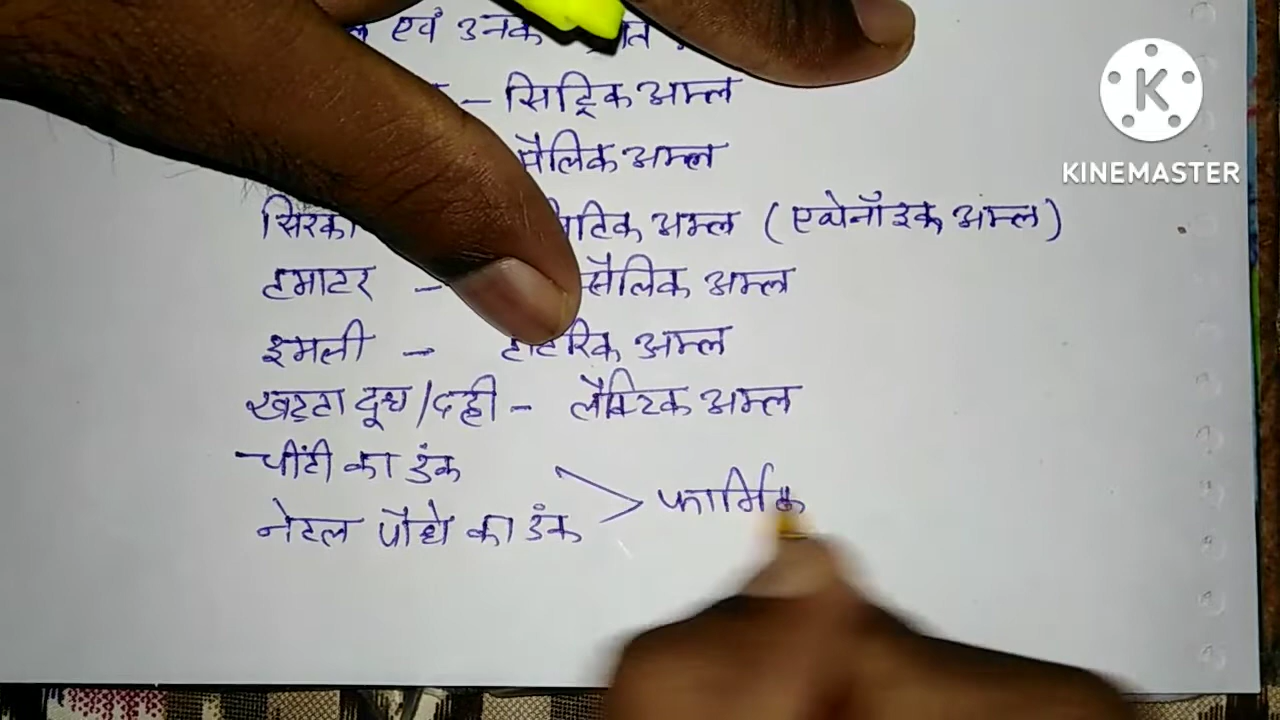 एवं उनके
– सिट्रिक अम्ल
मैलिक अम्ल
सिरका टिक अम्ल (एथेनॉइक अम्ल)
टमाटर – सैलिक अम्ल
इमली – टार्टरिक अम्ल
खट्टा दूध/दही – लैक्टिक अम्ल
चींटी का डंक
नेटल पौधे का डंक > फार्मिक
K
KINEMASTER